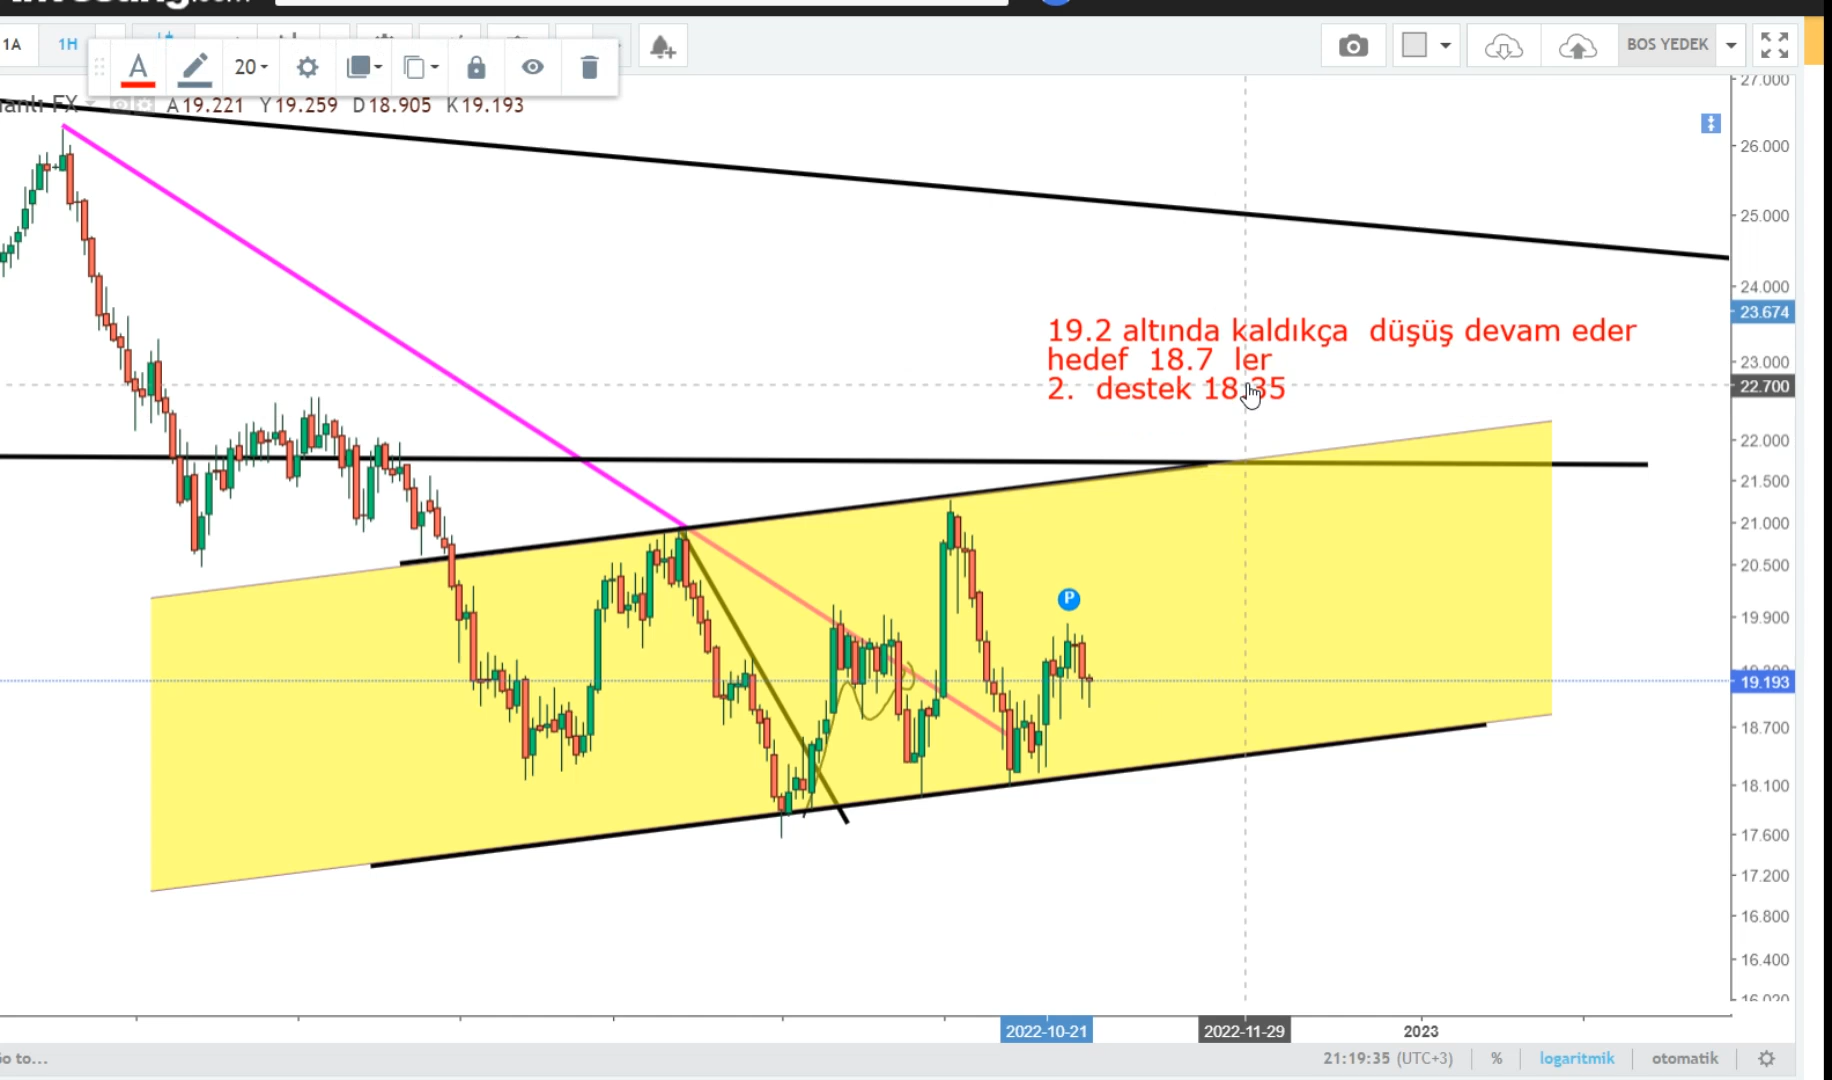 1A
1H
20
BOS YEDEK
A19.221 Y19.259 D18.905 K19.193
27.000
26.000
25.000
24.000
23.674
23.000
22.700
22.000
21.500
21.000
20.500
19.900
19.193
18.700
18.100
17.600
17.200
16.800
16.400
19.2 altında kaldıkça düşüş devam eder
hedef 18.7 ler
2. destek 18.35
P
2022-10-21
2022-11-29
2023
to...
21:19:35 (UTC+3)
%
logaritmik
otomatik